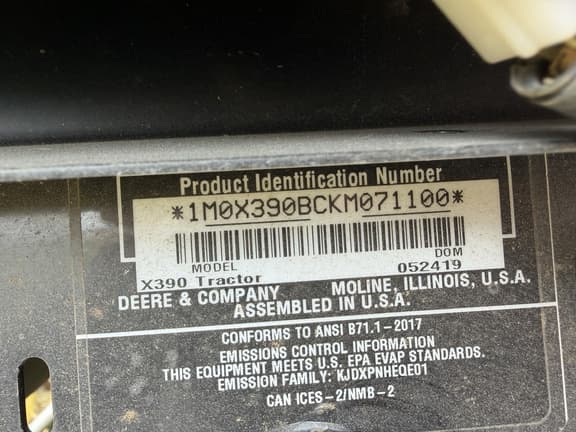 Product Identification Number
*1M0X390BCKM071100*
MODEL DOM
X390 Tractor 052419
DEERE & COMPANY MOLINE, ILLINOIS, U.S.A.
ASSEMBLED IN U.S.A.
CONFORMS TO ANSI B71.1-2017
EMISSIONS CONTROL INFORMATION
THIS EQUIPMENT MEETS U.S. EPA EVAP STANDARDS.
EMISSION FAMILY: KJDXPNHEQE01
CAN ICES-2/NMB-2